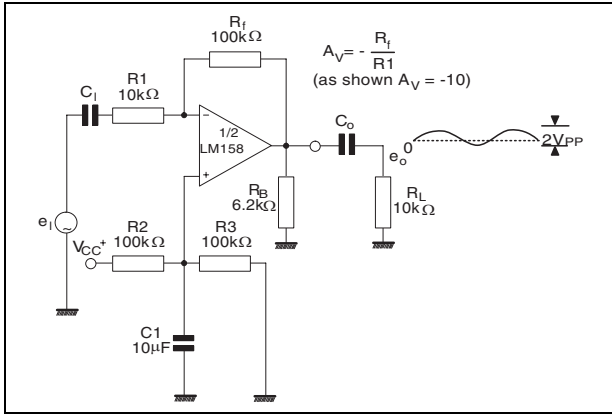 Rf
100kΩ
AV = - Rf
R1
(as shown AV = -10)
R1
10kΩ
CI
1/2
LM158
Co
eo
0
2VPP
RB
6.2kΩ
RL
10kΩ
eI
VCC+
R2
100kΩ
R3
100kΩ
C1
10μF